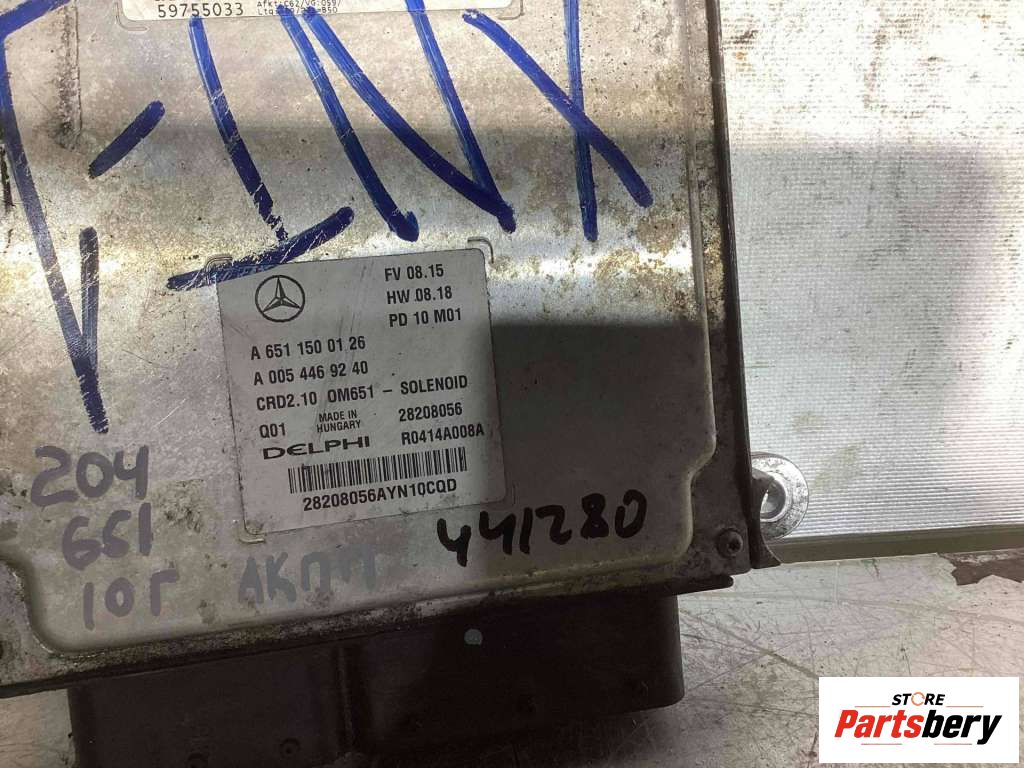 59755033
FV 08.15
HW 08.18
PD 10 M01
A 651 150 01 26
A 005 446 92 40
CRD2.10 OM651 - SOLENOID
Q01 MADE IN HUNGARY 28208056
DELPHI R0414A008A
28208056AYN10CQD
441280
204
651
10Г АКПП
STORE
Partsbery